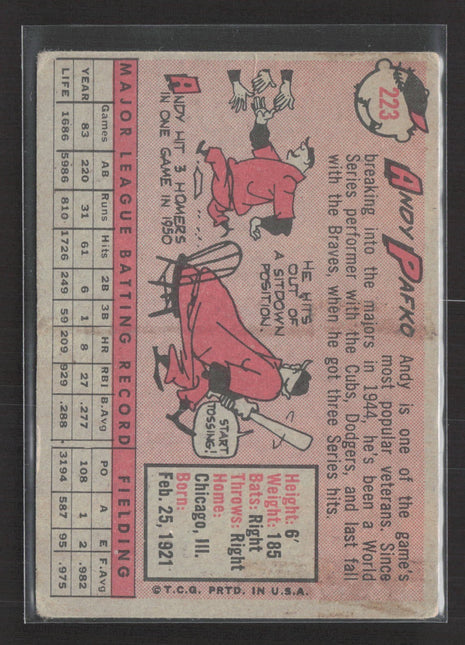 223
ANDY PAFKO
Andy is one of the game's
most popular veterans. Since
breaking into the majors in 1944, he's been a World
Series performer with the Cubs, Dodgers, and last fall
with the Braves, when he got three Series hits.
ANDY HIT 3 HOMERS
IN ONE GAME IN 1950
HE HITS
OUT OF
A SITDOWN
POSITION.
START
TOSSING!
Height: 6'
Weight: 185
Bats: Right
Throws: Right
Home:
Chicago, Ill.
Born:
Feb. 25, 1921
© T.C.G. PRTD. IN U.S.A.
MAJOR LEAGUE BATTING RECORD FIELDING
Games AB Runs Hits 2B 3B HR RBI B.Avg PO A E F.Avg
YEAR 83 220 31 61 6 1 8 27 .277 108 1 2 .982
LIFE 1686 5986 810 1726 249 59 209 929 .288 3194 587 95 .975